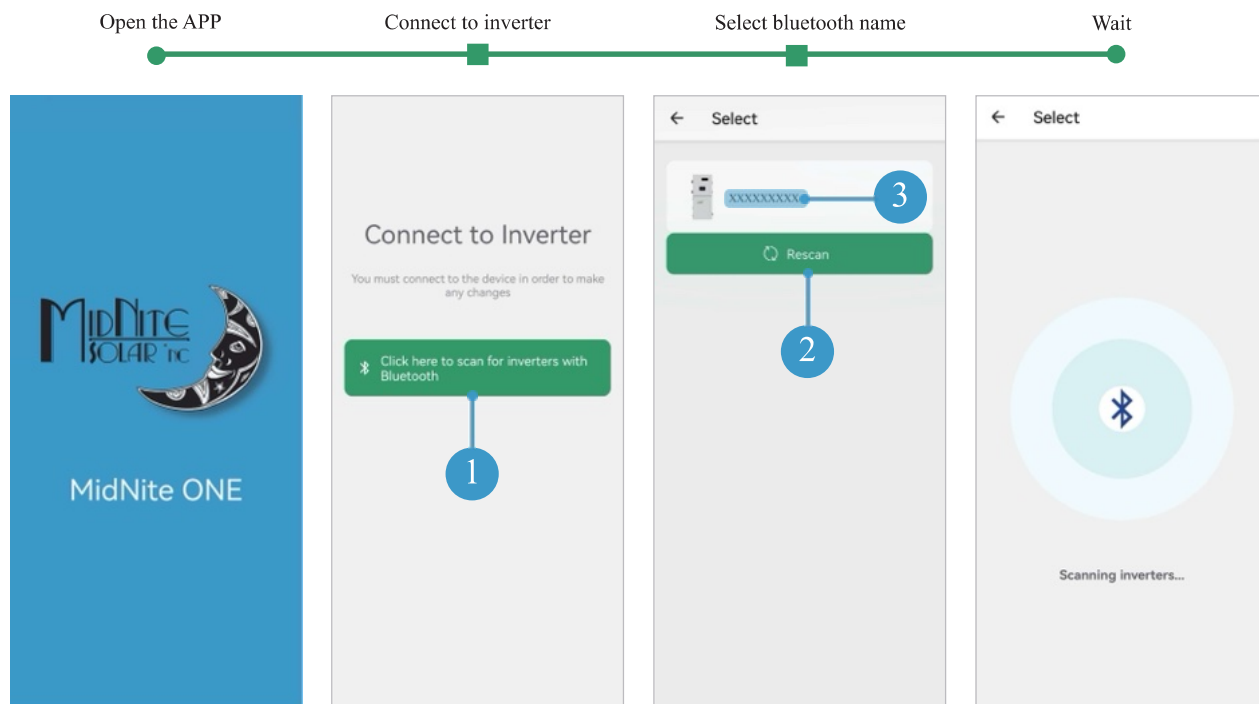 Open the APP
Connect to inverter
Select bluetooth name
Wait
MIDNITE
SOLAR INC
MidNite ONE
Connect to Inverter
You must connect to the device in order to make
any changes
Click here to scan for inverters with
Bluetooth
1
Select
XXXXXXXXX
3
Rescan
2
Select
Scanning inverters...